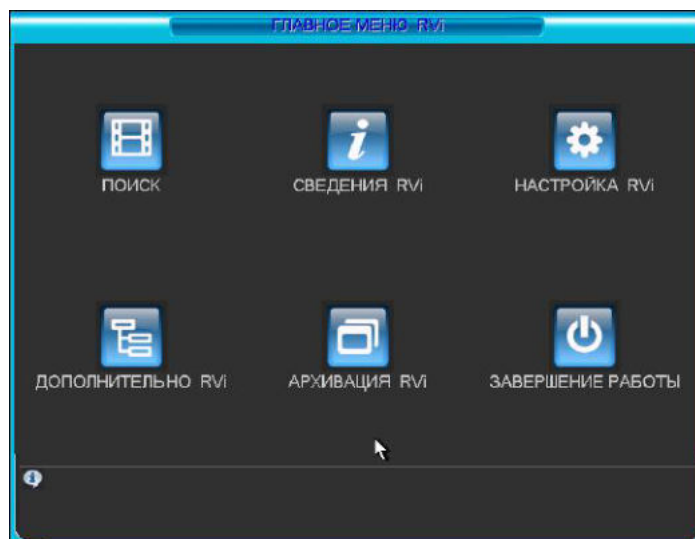 ГЛАВНОЕ МЕНЮ RVi
ПОИСК
СВЕДЕНИЯ RVi
НАСТРОЙКА RVi
ДОПОЛНИТЕЛЬНО RVi
АРХИВАЦИЯ RVi
ЗАВЕРШЕНИЕ РАБОТЫ